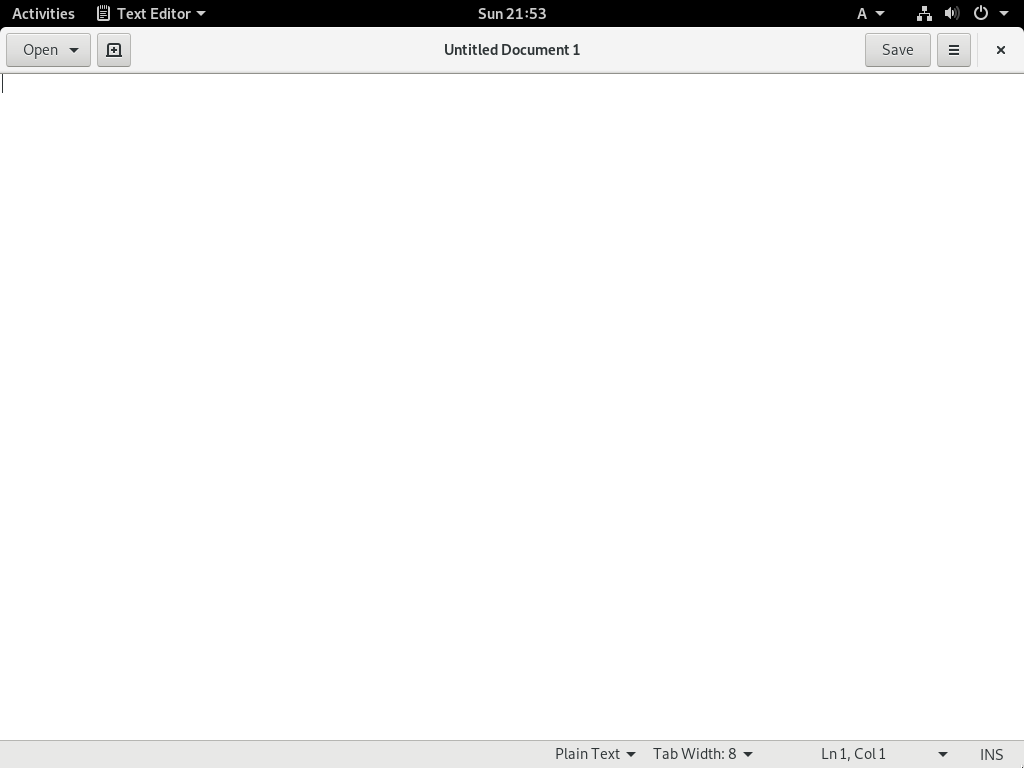 Activities Text Editor Sun 21:53 A
Open Untitled Document 1 Save
Plain Text Tab Width: 8 Ln 1, Col 1 INS